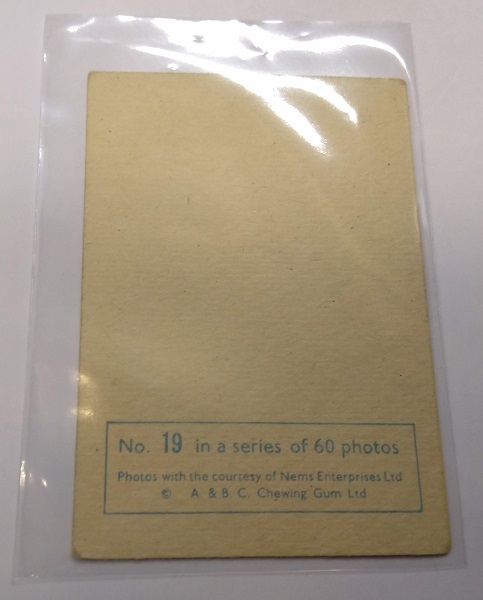 No. 19 in a series of 60 photos
Photos with the courtesy of Nems Enterprises Ltd
© A & B C. Chewing Gum Ltd